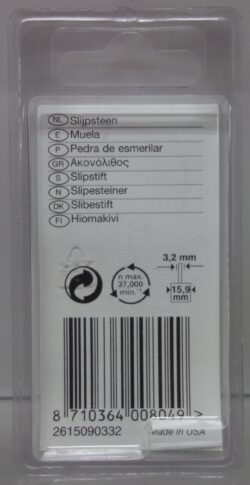 NL Slijpsteen
E Muela
P Pedra de esmerilar
GR Ακονόλιθος
S Slipstift
N Slipesteiner
DK Slibestift
FI Hiomakivi
3,2 mm
n max.
37,000
min.⁻¹
15,9
mm
8 710364 008049 >
2615090332 Made in USA